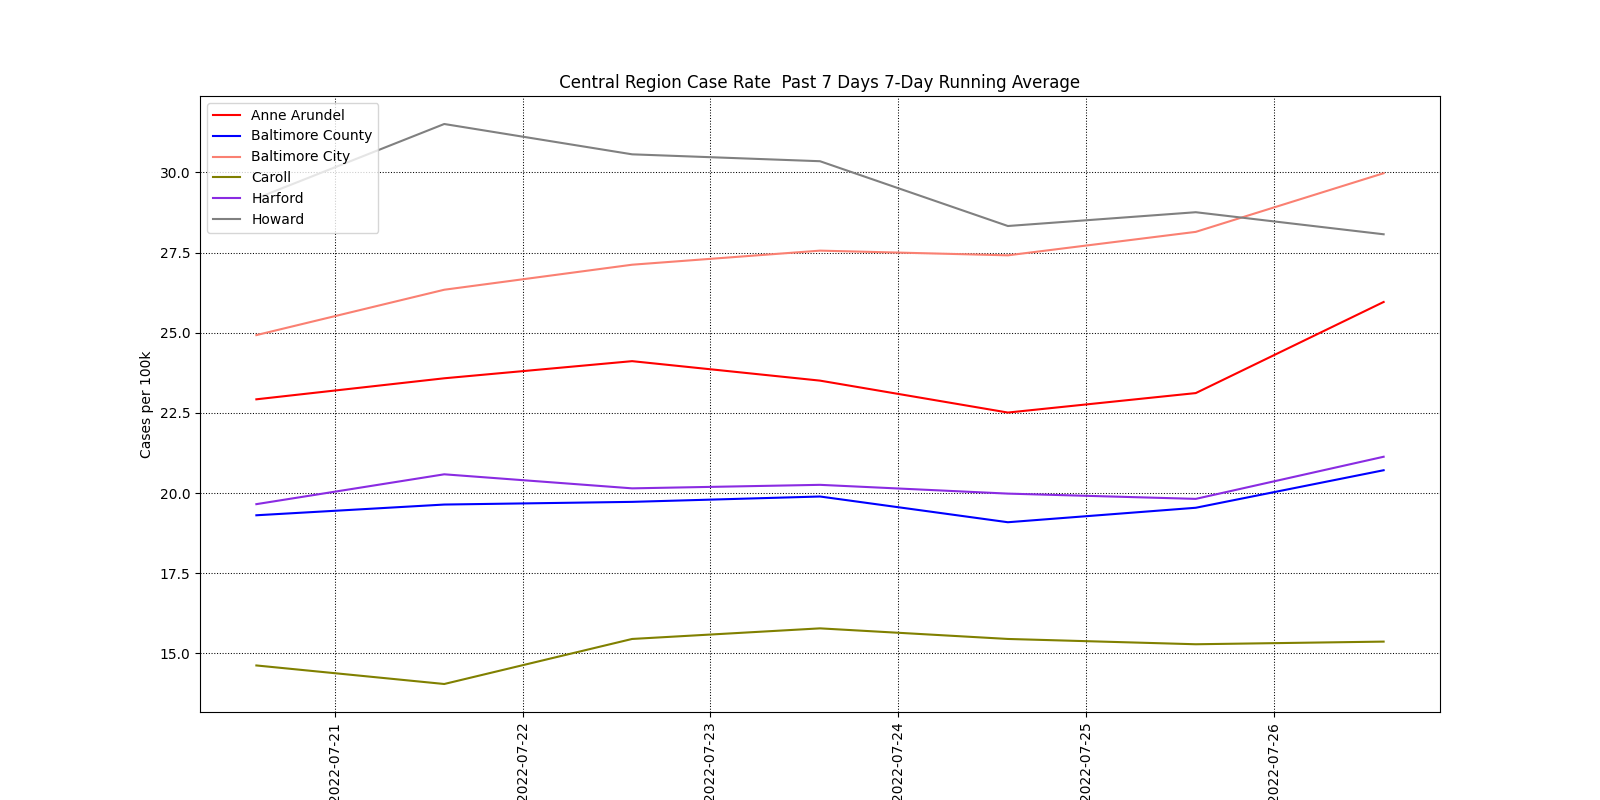 Central Region Case Rate  Past 7 Days 7-Day Running Average
Anne Arundel
Baltimore County
Baltimore City
Caroll
Harford
Howard
Cases per 100k
30.0
27.5
25.0
22.5
20.0
17.5
15.0
2022-07-21
2022-07-22
2022-07-23
2022-07-24
2022-07-25
2022-07-26